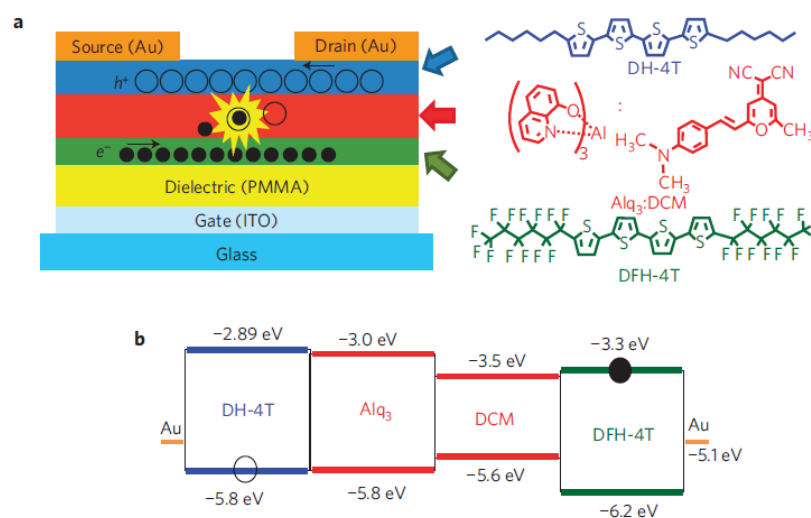 a
Source (Au)
Drain (Au)
h+
e−
Dielectric (PMMA)
Gate (ITO)
Glass
S
S
S
S
DH-4T
O
N
Al
3
:
NC
CN
O
CH₃
H₃C
N
CH₃
Alq₃:DCM
F F F F F F
F F F F F F
F
F
F
F F F F F
S
S
S
S
F F F F F F
F
F F F F F
DFH-4T
b
−2.89 eV
−3.0 eV
−3.5 eV
−3.3 eV
Au
DH-4T
Alq₃
DCM
DFH-4T
Au
−5.1 eV
−5.8 eV
−5.8 eV
−5.6 eV
−6.2 eV